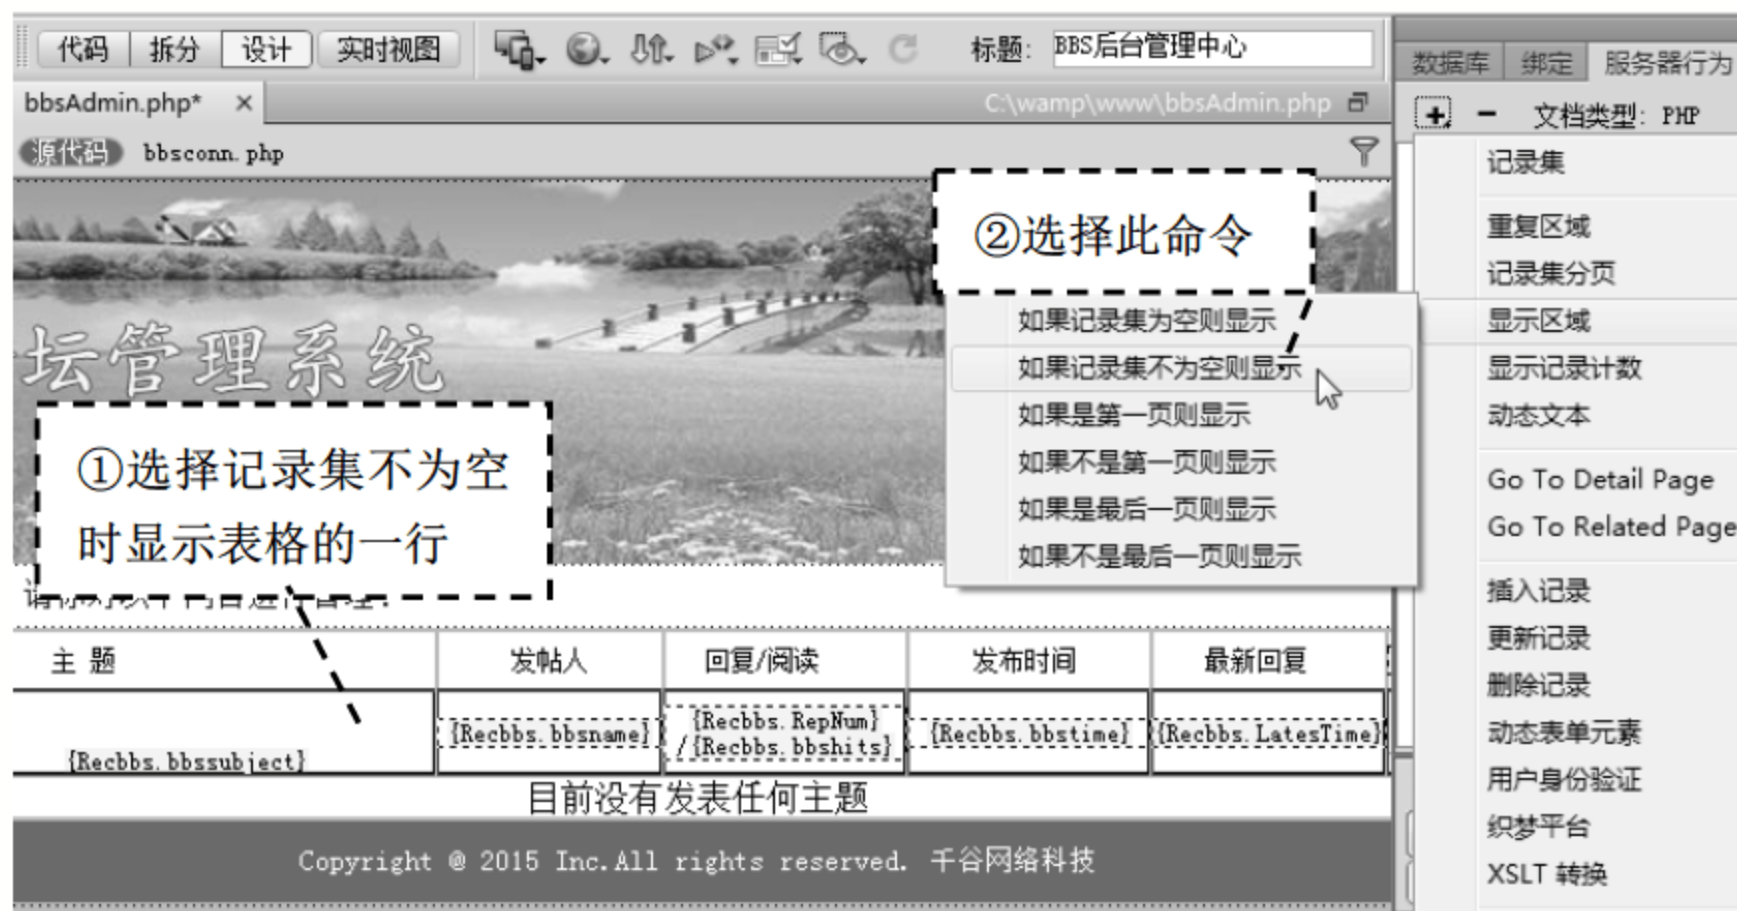 代码 拆分 设计 实时视图 标题: BBS后台管理中心
数据库 绑定 服务器行为
bbsAdmin.php* × C:\wamp\www\bbsAdmin.php
文档类型: PHP
源代码 bbsconn.php
记录集
重复区域
记录集分页
显示区域
显示记录计数
动态文本
Go To Detail Page
Go To Related Page
插入记录
更新记录
删除记录
动态表单元素
用户身份验证
织梦平台
XSLT 转换
②选择此命令
如果记录集为空则显示
如果记录集不为空则显示
如果是第一页则显示
如果不是第一页则显示
如果是最后一页则显示
如果不是最后一页则显示
坛管理系统
①选择记录集不为空
时显示表格的一行
主 题 发帖人 回复/阅读 发布时间 最新回复
{Recbbs.bbssubject} {Recbbs.bbsname} {Recbbs.RepNum}
/{Recbbs.bbshits} {Recbbs.bbstime} {Recbbs.LatesTime}
目前没有发表任何主题
Copyright @ 2015 Inc.All rights reserved. 千谷网络科技